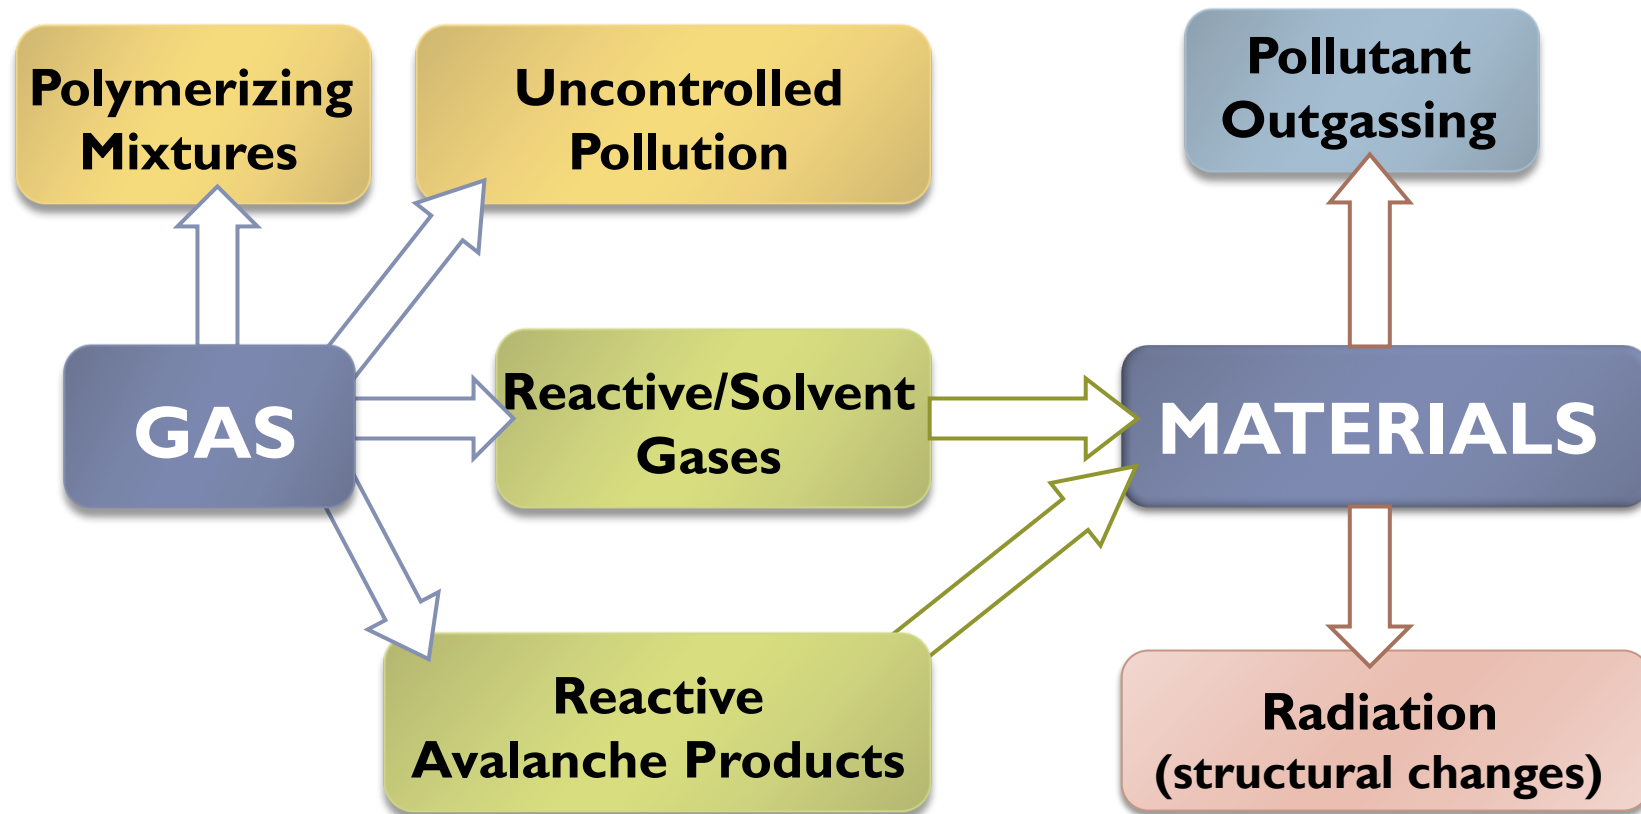 Polymerizing
Mixtures
Uncontrolled
Pollution
Pollutant
Outgassing
GAS
Reactive/Solvent
Gases
MATERIALS
Reactive
Avalanche Products
Radiation
(structural changes)